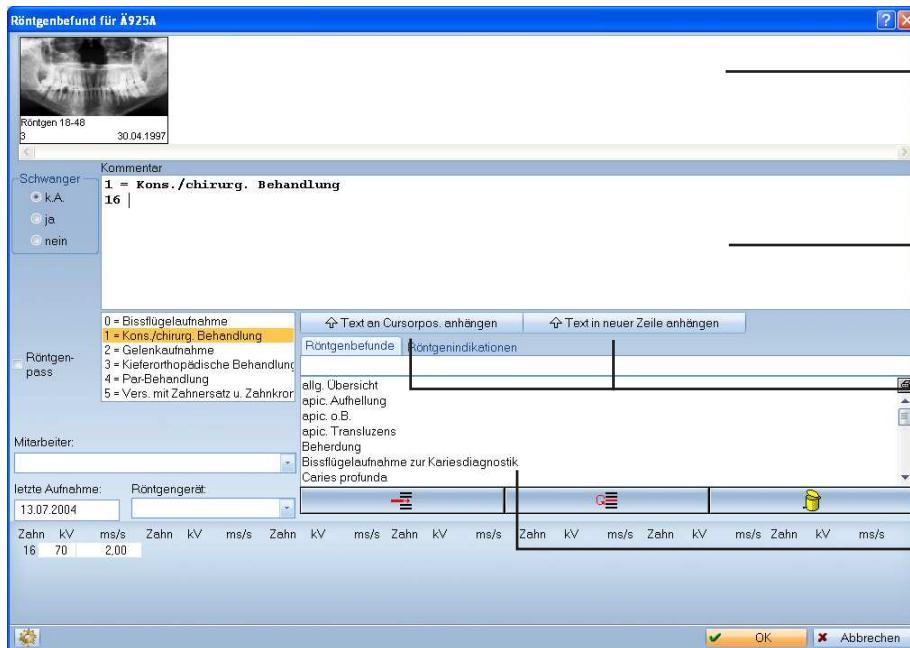 Röntgenbefund für Ä925A
Röntgen 18-48
3 30.04.1997
Kommentar
Schwanger
k.A.
ja
nein
1 = Kons./chirurg. Behandlung
16
Röntgen-
pass
0 = Bissflügelaufnahme
1 = Kons./chirurg. Behandlung
2 = Gelenkaufnahme
3 = Kieferorthopädische Behandlung
4 = Par-Behandlung
5 = Vers. mit Zahnersatz u. Zahnkror
Text an Cursorpos. anhängen Text in neuer Zeile anhängen
Röntgenbefunde Röntgenindikationen
allg. Übersicht
apic. Aufhellung
apic. o.B.
apic. Transluzens
Beherdung
Bissflügelaufnahme zur Kariesdiagnostik
Caries profunda
Mitarbeiter:
letzte Aufnahme: Röntgengerät:
13.07.2004
Zahn kV ms/s Zahn kV ms/s Zahn kV ms/s Zahn kV ms/s Zahn kV ms/s Zahn kV ms/s Zahn kV ms/s
16 70 2,00
OK Abbrechen